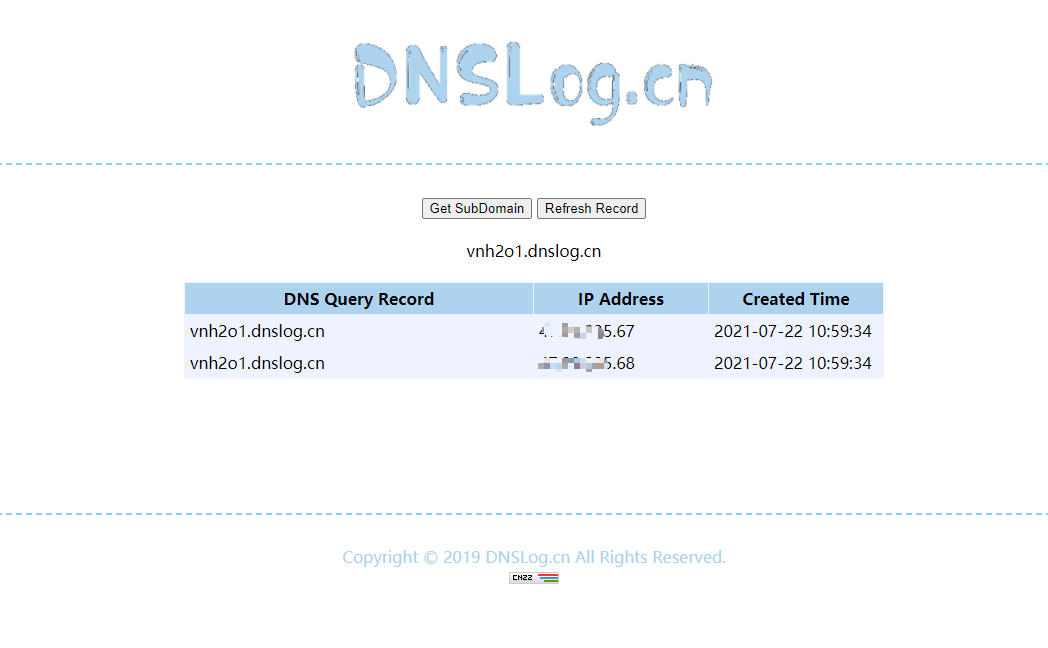 DNSLog.cn
Get SubDomain Refresh Record
vnh2o1.dnslog.cn
DNS Query Record IP Address Created Time
vnh2o1.dnslog.cn 5.67 2021-07-22 10:59:34
vnh2o1.dnslog.cn 5.68 2021-07-22 10:59:34
Copyright © 2019 DNSLog.cn All Rights Reserved.
CNZZ